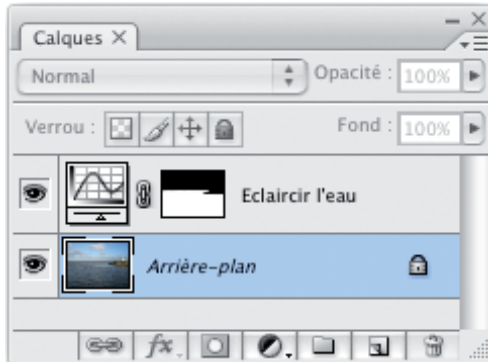 Calques
Normal Opacité : 100%
Verrou : Fond : 100%
Eclaircir l'eau
Arrière-plan
fx.